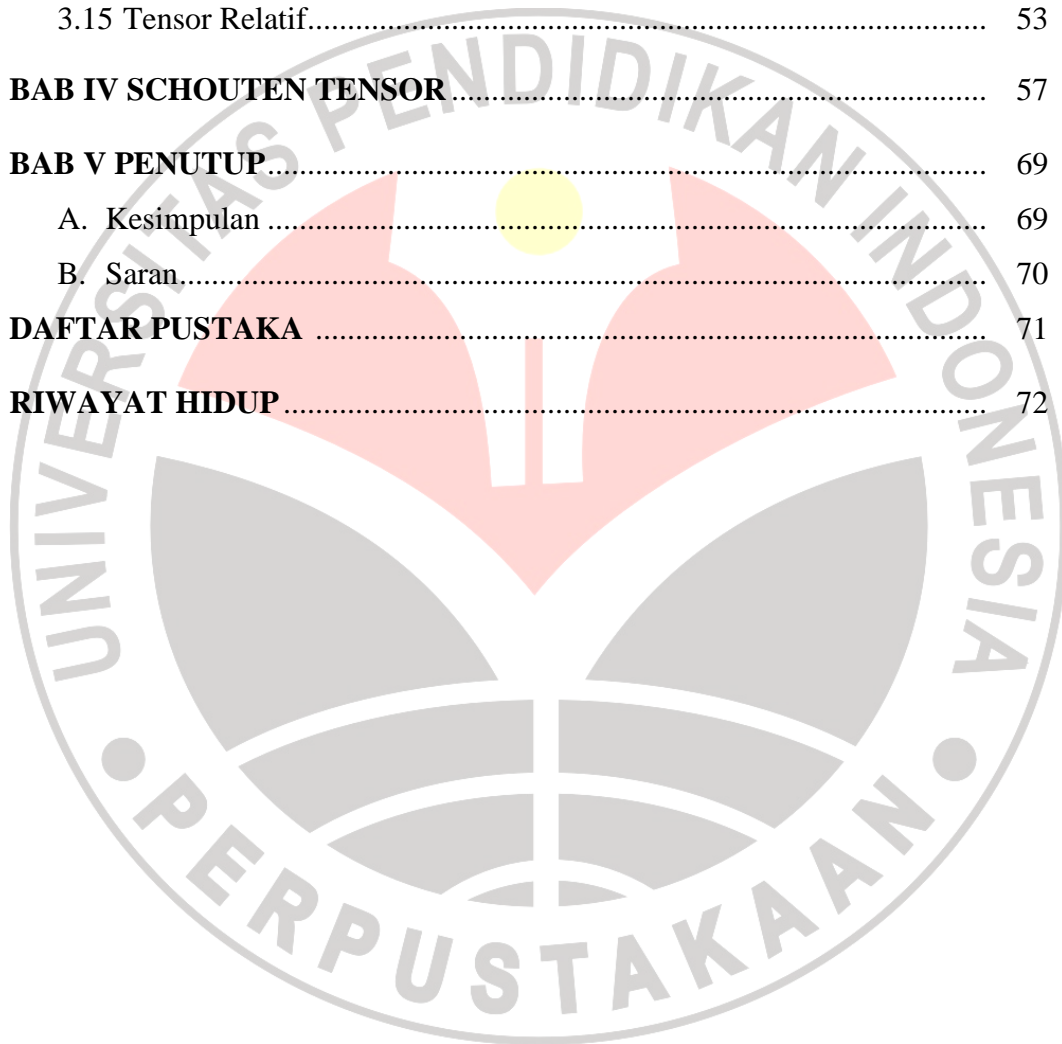 3.15 Tensor Relatif.................................................................................... 53
BAB IV SCHOUTEN TENSOR.................................................................. 57
BAB V PENUTUP........................................................................................ 69
A. Kesimpulan ........................................................................................ 69
B. Saran.................................................................................................... 70
DAFTAR PUSTAKA .................................................................................. 71
RIWAYAT HIDUP...................................................................................... 72
UNIVERSITAS PENDIDIKAN INDONESIA
PERPUSTAKAAN